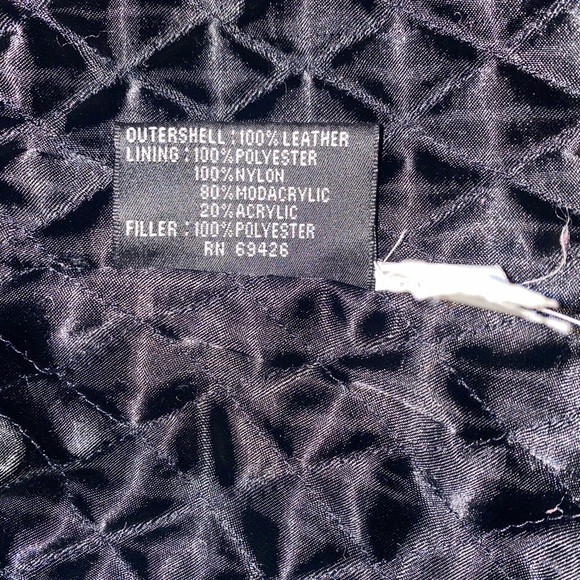 OUTERSHELL : 100% LEATHER
LINING : 100% POLYESTER
100% NYLON
80% MODACRYLIC
20% ACRYLIC
FILLER : 100% POLYESTER
RN 69426